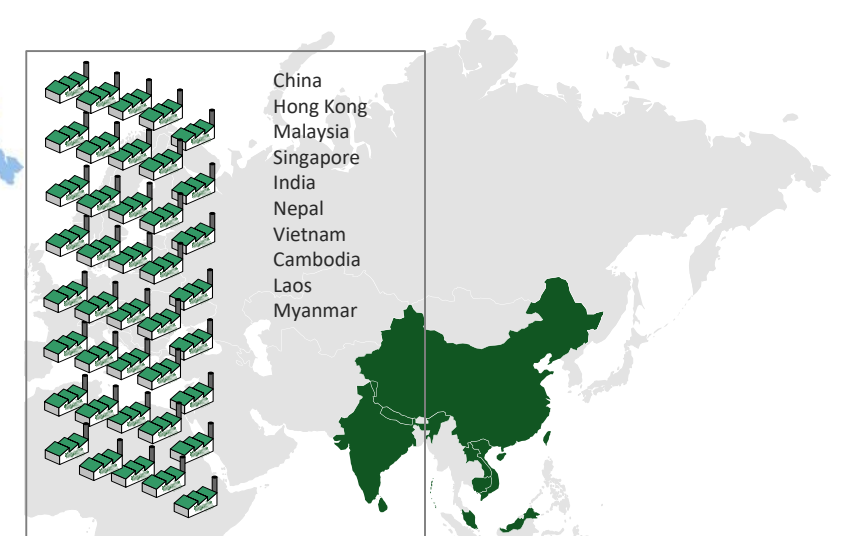 China
Hong Kong
Malaysia
Singapore
India
Nepal
Vietnam
Cambodia
Laos
Myanmar